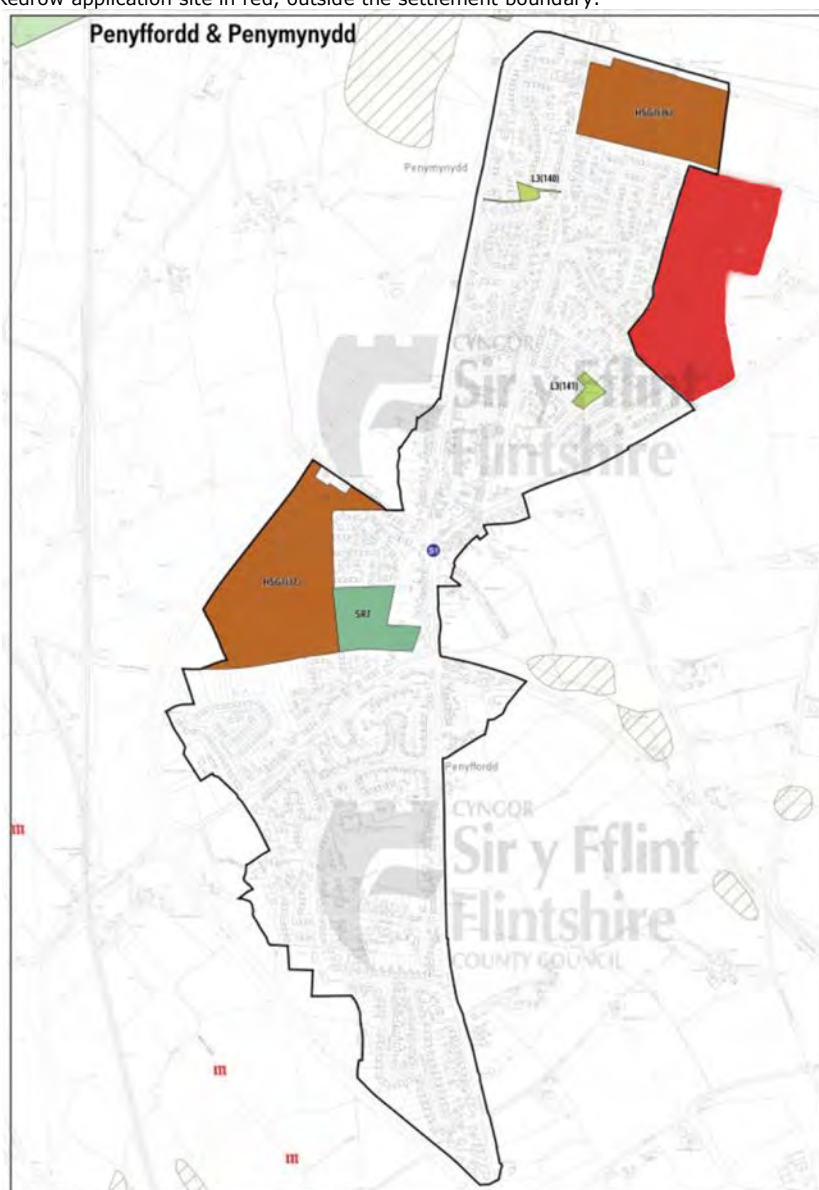 Redrow application site in red, outside the settlement boundary.
Penyffordd & Penymynydd
Penymynydd
L3(140)
CYNGOR
Sir y Fflint
Flintshire
L3(141)
S1
SR7
Penyffordd
CYNGOR
Sir y Fflint
Flintshire
COUNTY COUNCIL
m
m
m